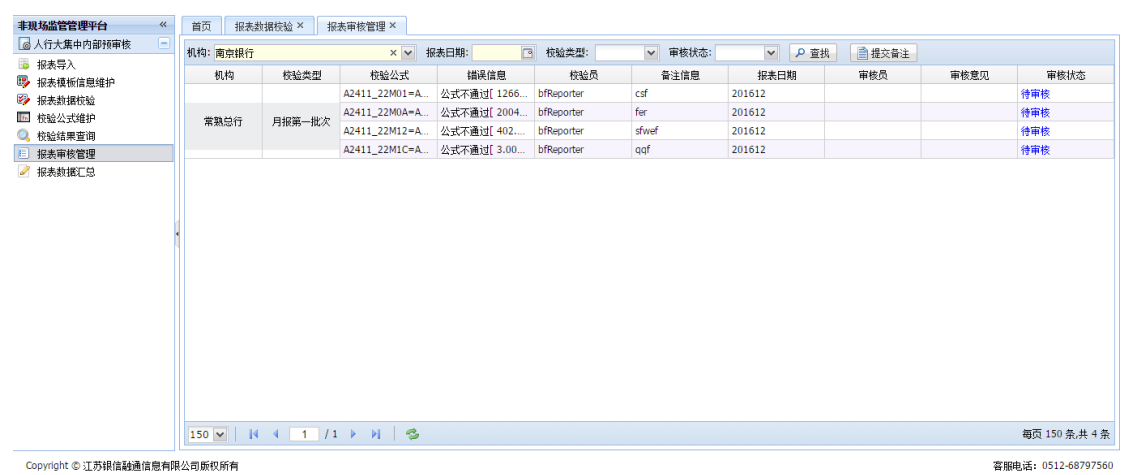 非现场监管管理平台
人行大集中内部预审核
报表导入
报表模板信息维护
报表数据校验
校验公式维护
校验结果查询
报表审核管理
报表数据汇总
首页 报表数据校验 × 报表审核管理 ×
机构: 南京银行 报表日期: 校验类型: 审核状态: 查找 提交备注
机构 校验类型 校验公式 错误信息 校验员 备注信息 报表日期 审核员 审核意见 审核状态
A2411_22M01=A... 公式不通过[ 1266... bfReporter csf 201612 待审核
A2411_22M0A=A... 公式不通过[ 2004... bfReporter fer 201612 待审核
常熟总行 月报第一批次
A2411_22M12=A... 公式不通过[ 402.... bfReporter sfwef 201612 待审核
A2411_22M1C=A... 公式不通过[ 3.00... bfReporter qqf 201612 待审核
150 1 / 1 每页 150 条,共 4 条
Copyright © 江苏银信融通信息有限公司版权所有 客服电话：0512-68797560